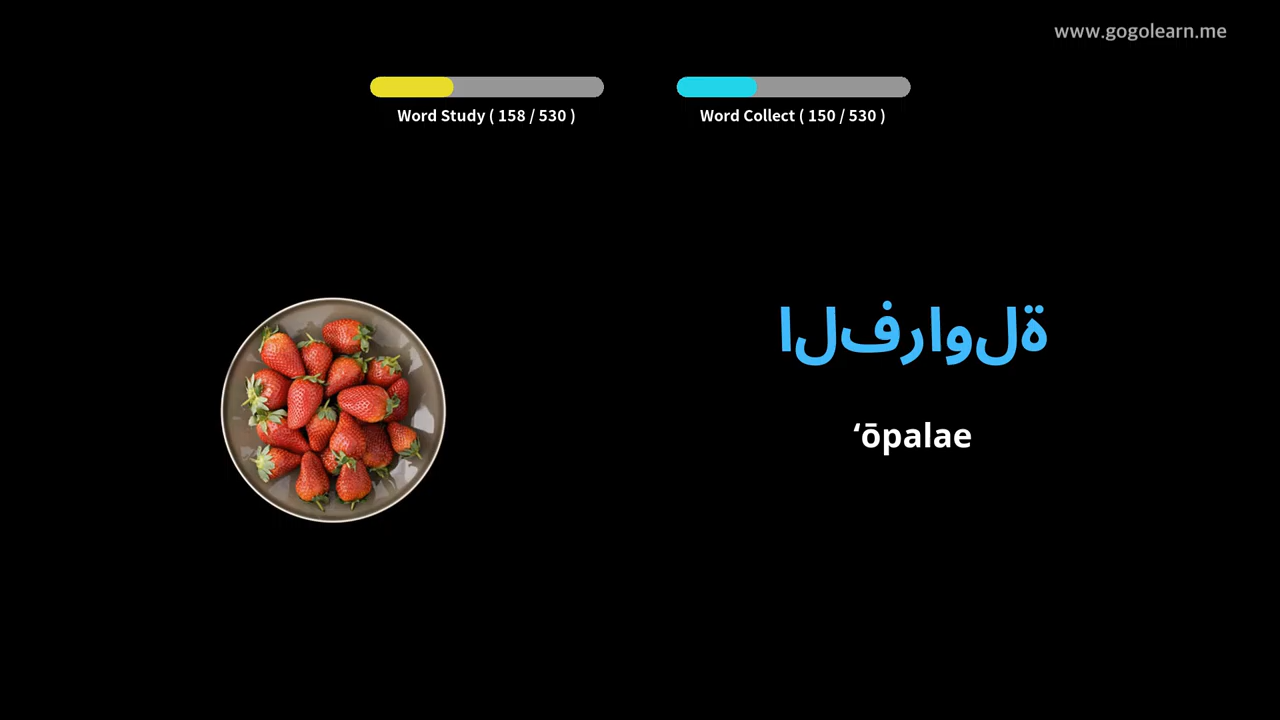 www.gogolearn.me
Word Study ( 158 / 530 )
Word Collect ( 150 / 530 )
الفراولة
ʻōpalae